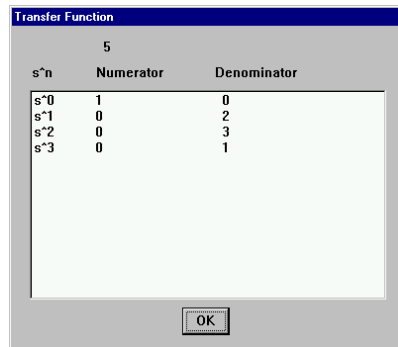 Transfer Function
5
s^n Numerator Denominator
s^0 1 0
s^1 0 2
s^2 0 3
s^3 0 1
OK